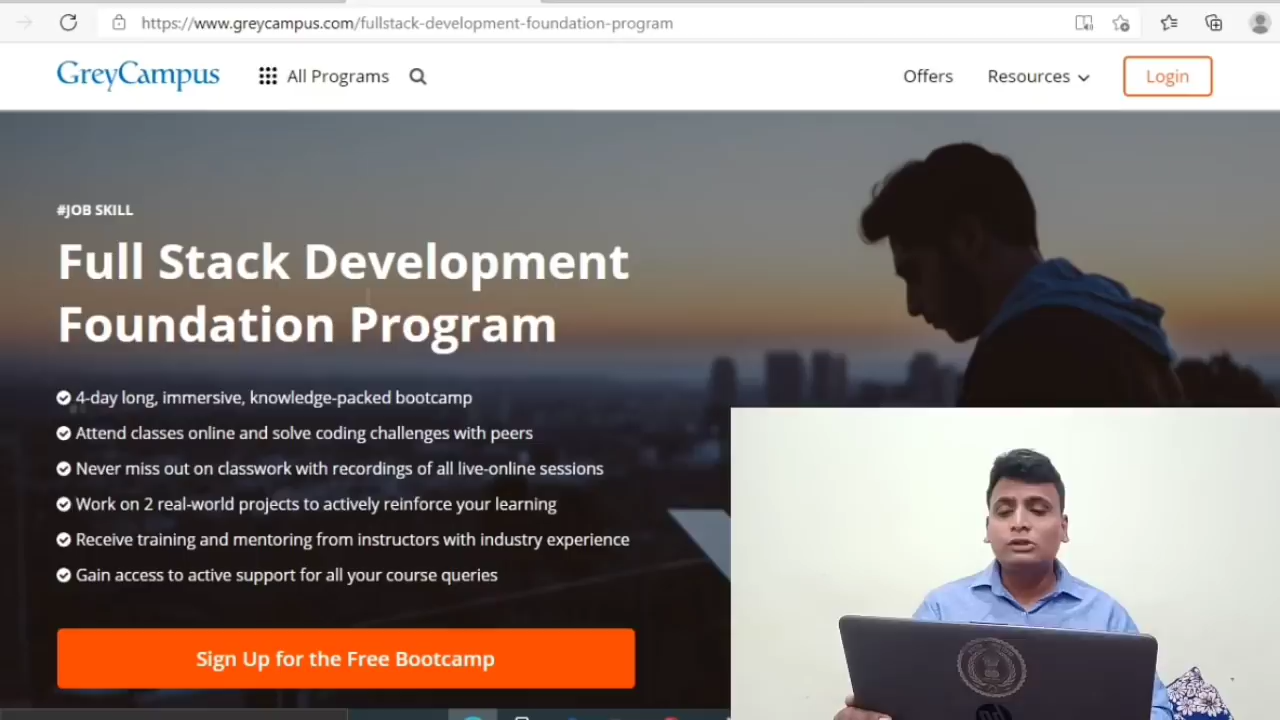 https://www.greycampus.com/fullstack-development-foundation-program
GreyCampus
All Programs
Offers
Resources
Login
#JOB SKILL
Full Stack Development
Foundation Program
4-day long, immersive, knowledge-packed bootcamp
Attend classes online and solve coding challenges with peers
Never miss out on classwork with recordings of all live-online sessions
Work on 2 real-world projects to actively reinforce your learning
Receive training and mentoring from instructors with industry experience
Gain access to active support for all your course queries
Sign Up for the Free Bootcamp
hp